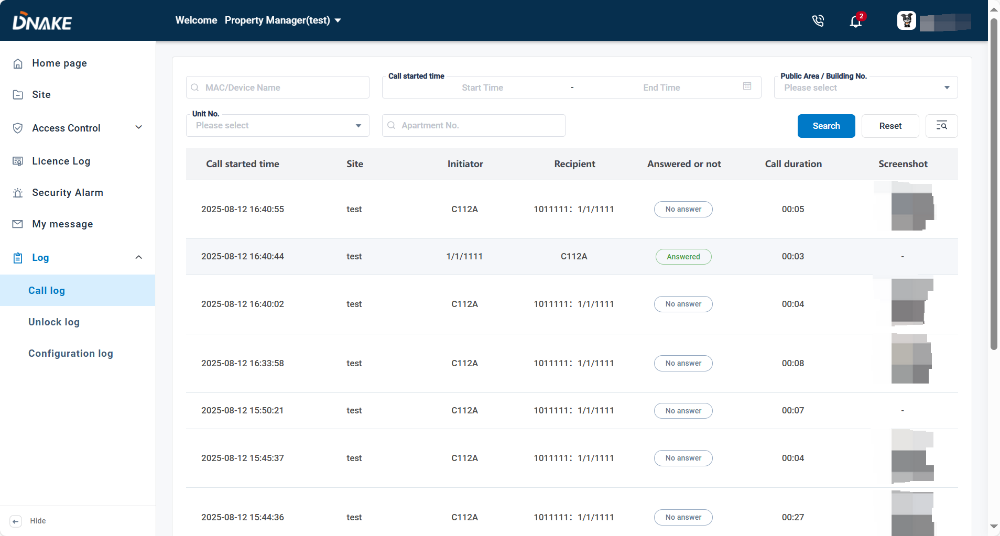 DNAKE
Welcome Property Manager(test)
2
Home page
Site
Access Control
Licence Log
Security Alarm
My message
Log
Call log
Unlock log
Configuration log
Hide
MAC/Device Name
Call started time
Start Time - End Time
Public Area / Building No.
Please select
Unit No.
Please select
Apartment No.
Search
Reset
Call started time Site Initiator Recipient Answered or not Call duration Screenshot
2025-08-12 16:40:55 test C112A 1011111：1/1/1111 No answer 00:05
2025-08-12 16:40:44 test 1/1/1111 C112A Answered 00:03 -
2025-08-12 16:40:02 test C112A 1011111：1/1/1111 No answer 00:04
2025-08-12 16:33:58 test C112A 1011111：1/1/1111 No answer 00:08
2025-08-12 15:50:21 test C112A 1011111：1/1/1111 No answer 00:07 -
2025-08-12 15:45:37 test C112A 1011111：1/1/1111 No answer 00:04
2025-08-12 15:44:36 test C112A 1011111：1/1/1111 No answer 00:27